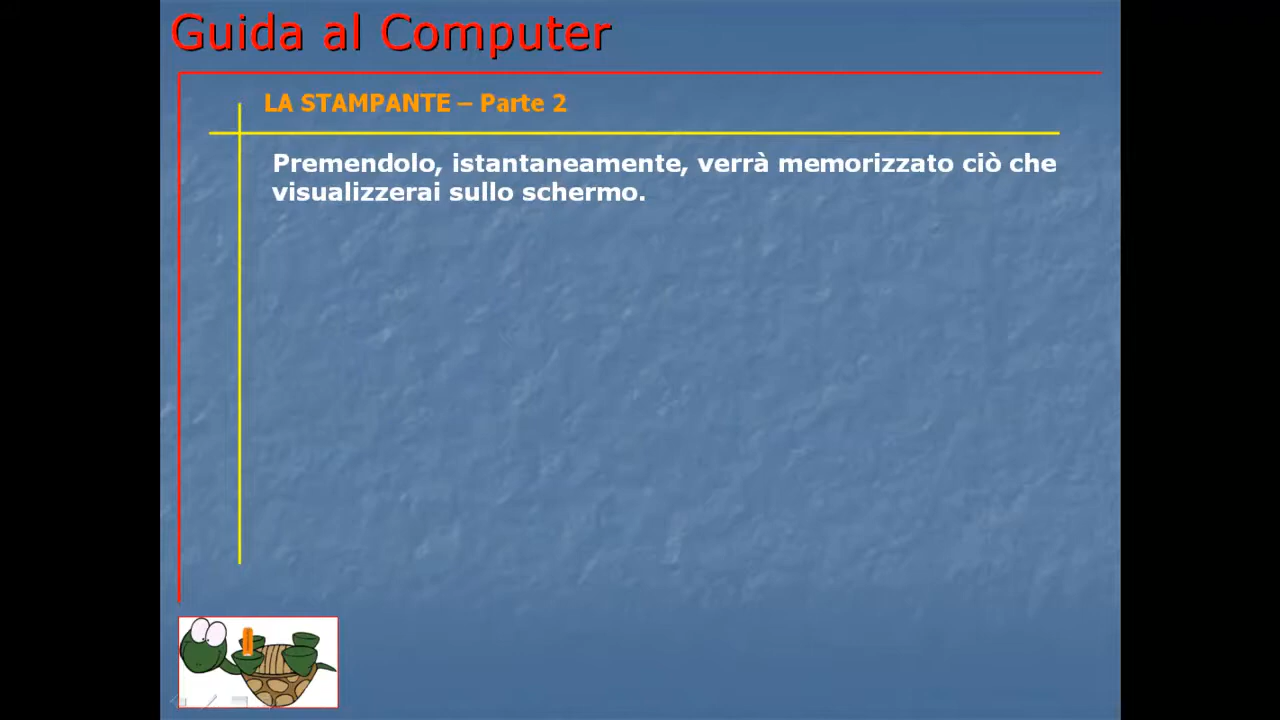 Guida al Computer
LA STAMPANTE – Parte 2
Premendolo, istantaneamente, verrà memorizzato ciò che
visualizzerai sullo schermo.